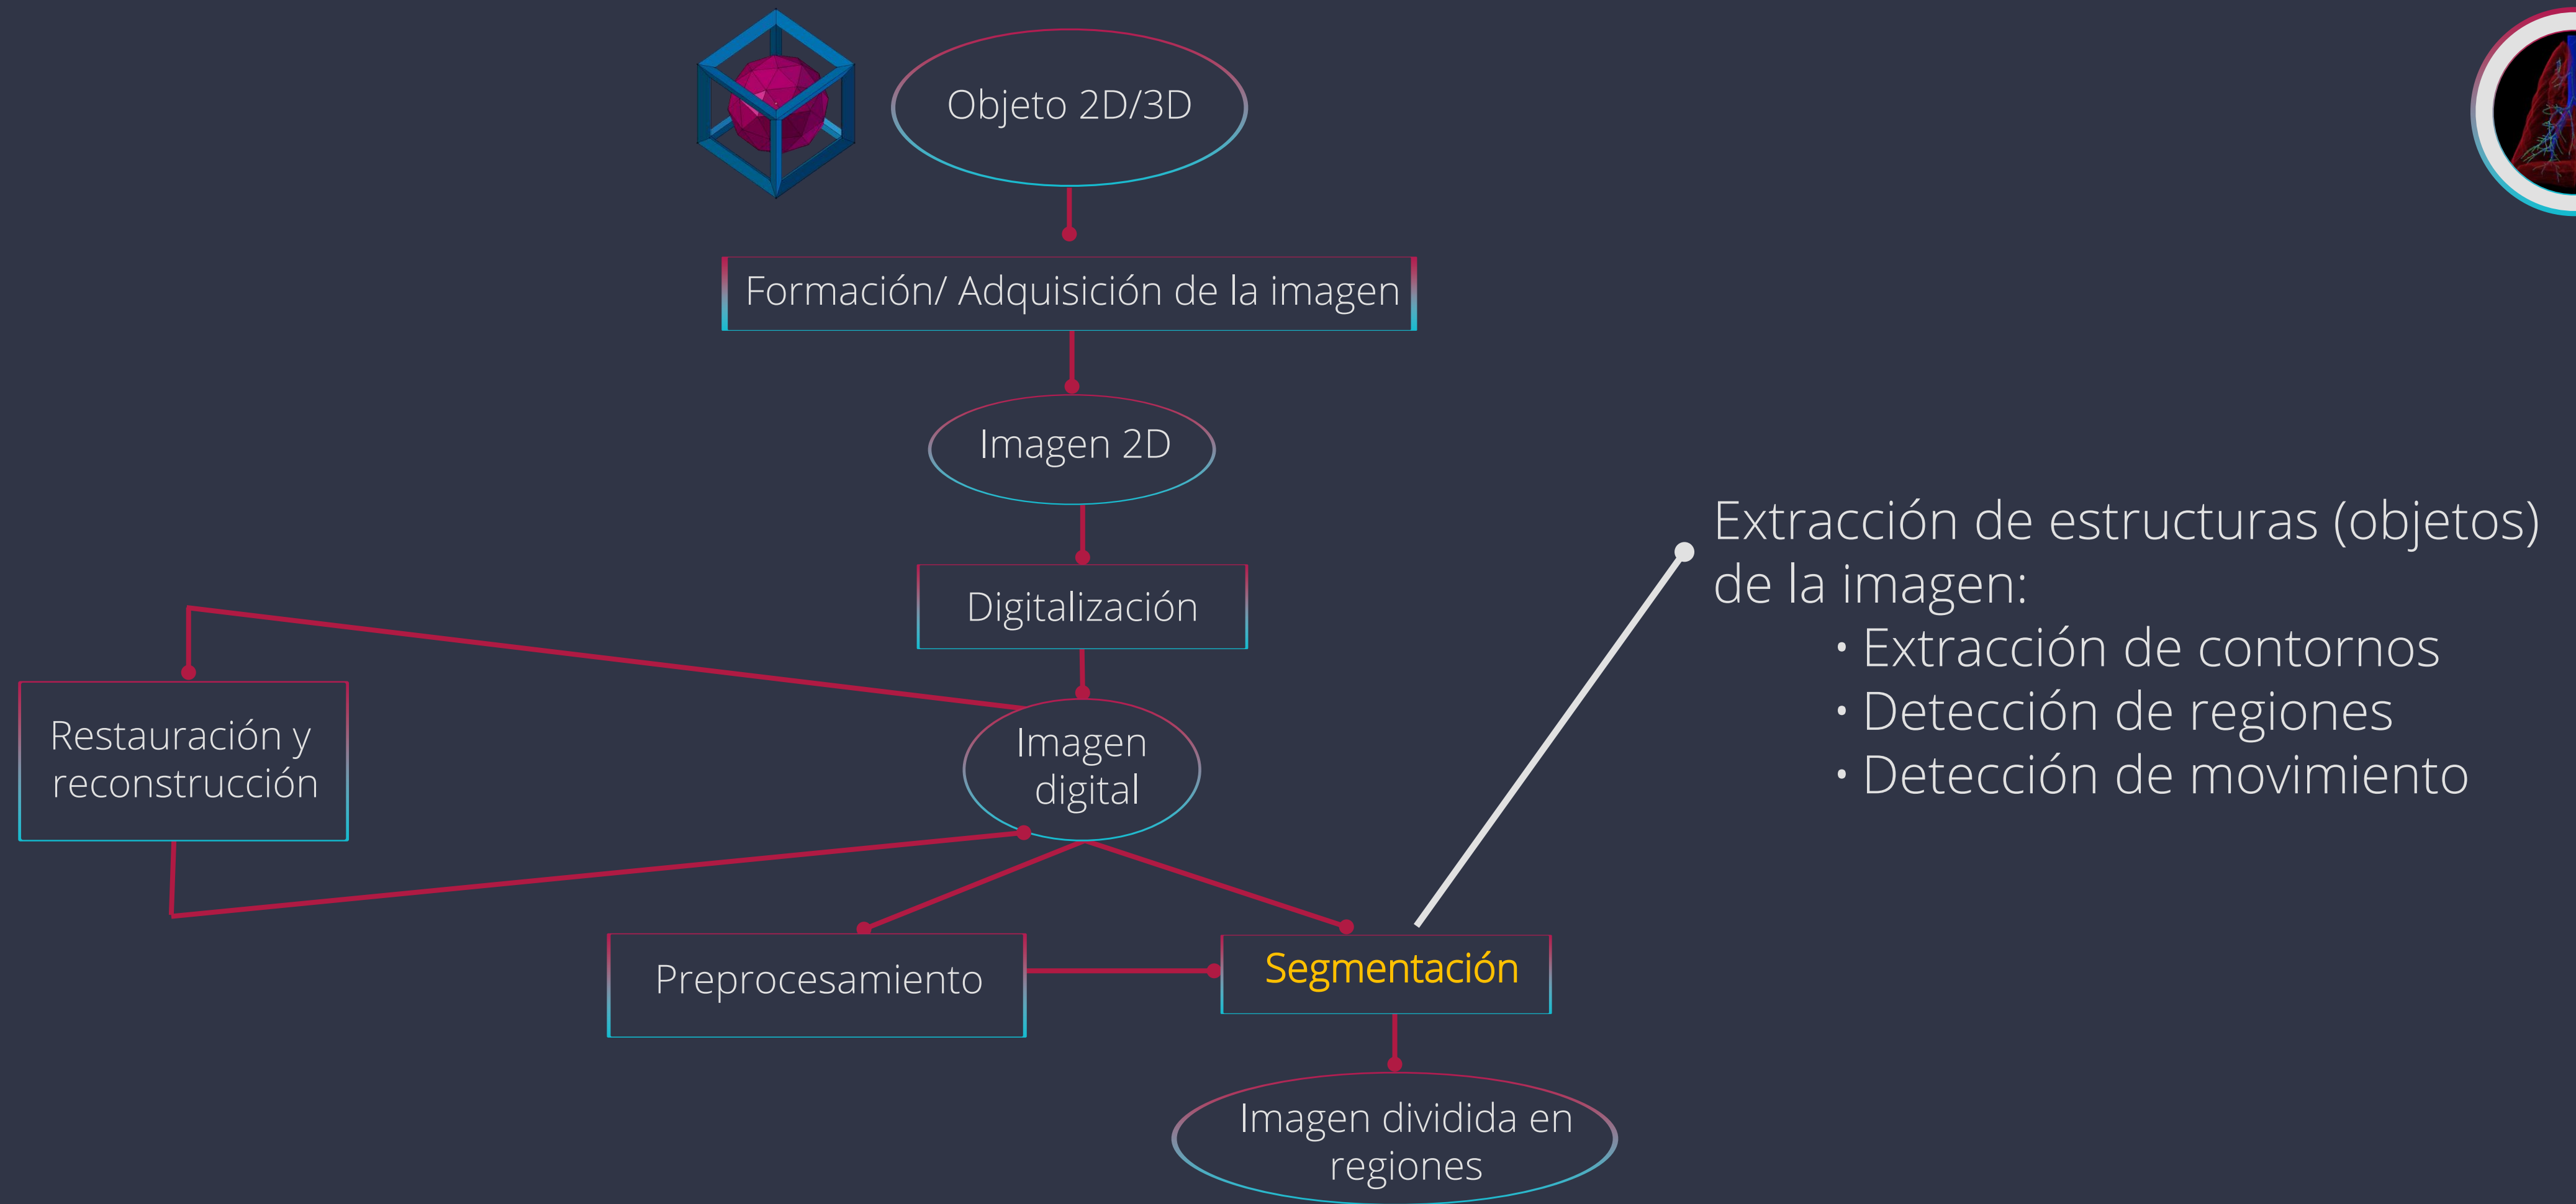 Objeto 2D/3D
Formación/ Adquisición de la imagen
Imagen 2D
Digitalización
Restauración y
reconstrucción
Imagen
digital
Extracción de estructuras (objetos)
de la imagen:
· Extracción de contornos
· Detección de regiones
· Detección de movimiento
Preprocesamiento
Segmentación
Imagen dividida en
regiones